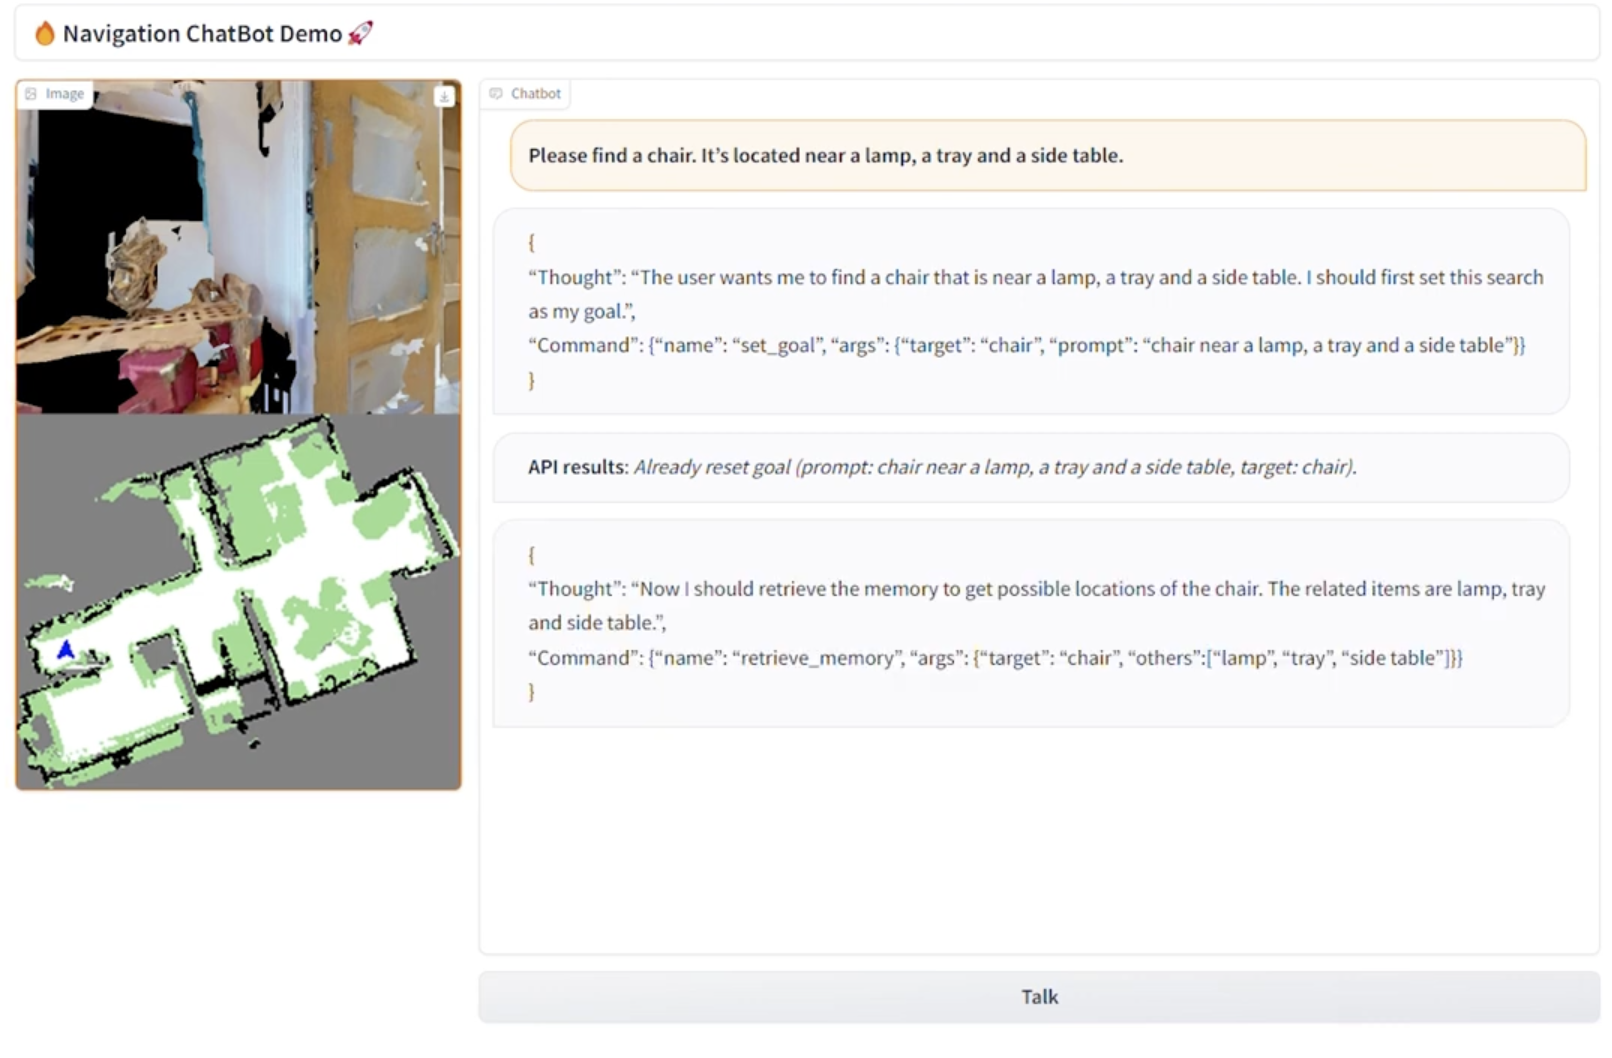 🔥 Navigation ChatBot Demo 🚀
Image
Chatbot
Please find a chair. It’s located near a lamp, a tray and a side table.
{
“Thought”: “The user wants me to find a chair that is near a lamp, a tray and a side table. I should first set this search
as my goal.”,
“Command”: {“name”: “set_goal”, “args”: {“target”: “chair”, “prompt”: “chair near a lamp, a tray and a side table”}}
}
API results: Already reset goal (prompt: chair near a lamp, a tray and a side table, target: chair).
{
“Thought”: “Now I should retrieve the memory to get possible locations of the chair. The related items are lamp, tray
and side table.”,
“Command”: {“name”: “retrieve_memory”, “args”: {“target”: “chair”, “others”:[“lamp”, “tray”, “side table”]}}
}
Talk